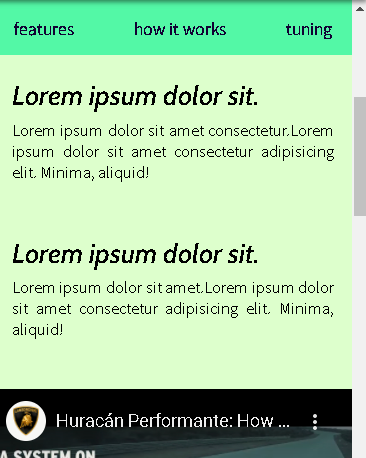 features how it works tuning
Lorem ipsum dolor sit.
Lorem ipsum dolor sit amet consectetur.Lorem
ipsum dolor sit amet consectetur adipisicing
elit. Minima, aliquid!
Lorem ipsum dolor sit.
Lorem ipsum dolor sit amet.Lorem ipsum dolor
sit amet consectetur adipisicing elit. Minima,
aliquid!
Huracán Performante: How ...
A SYSTEM ON